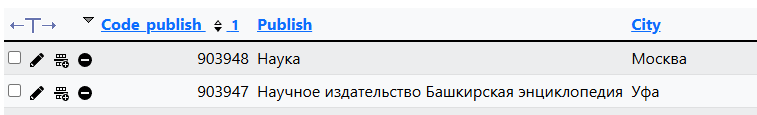 Code_publish 1 Publish City
903948 Наука Москва
903947 Научное издательство Башкирская энциклопедия Уфа